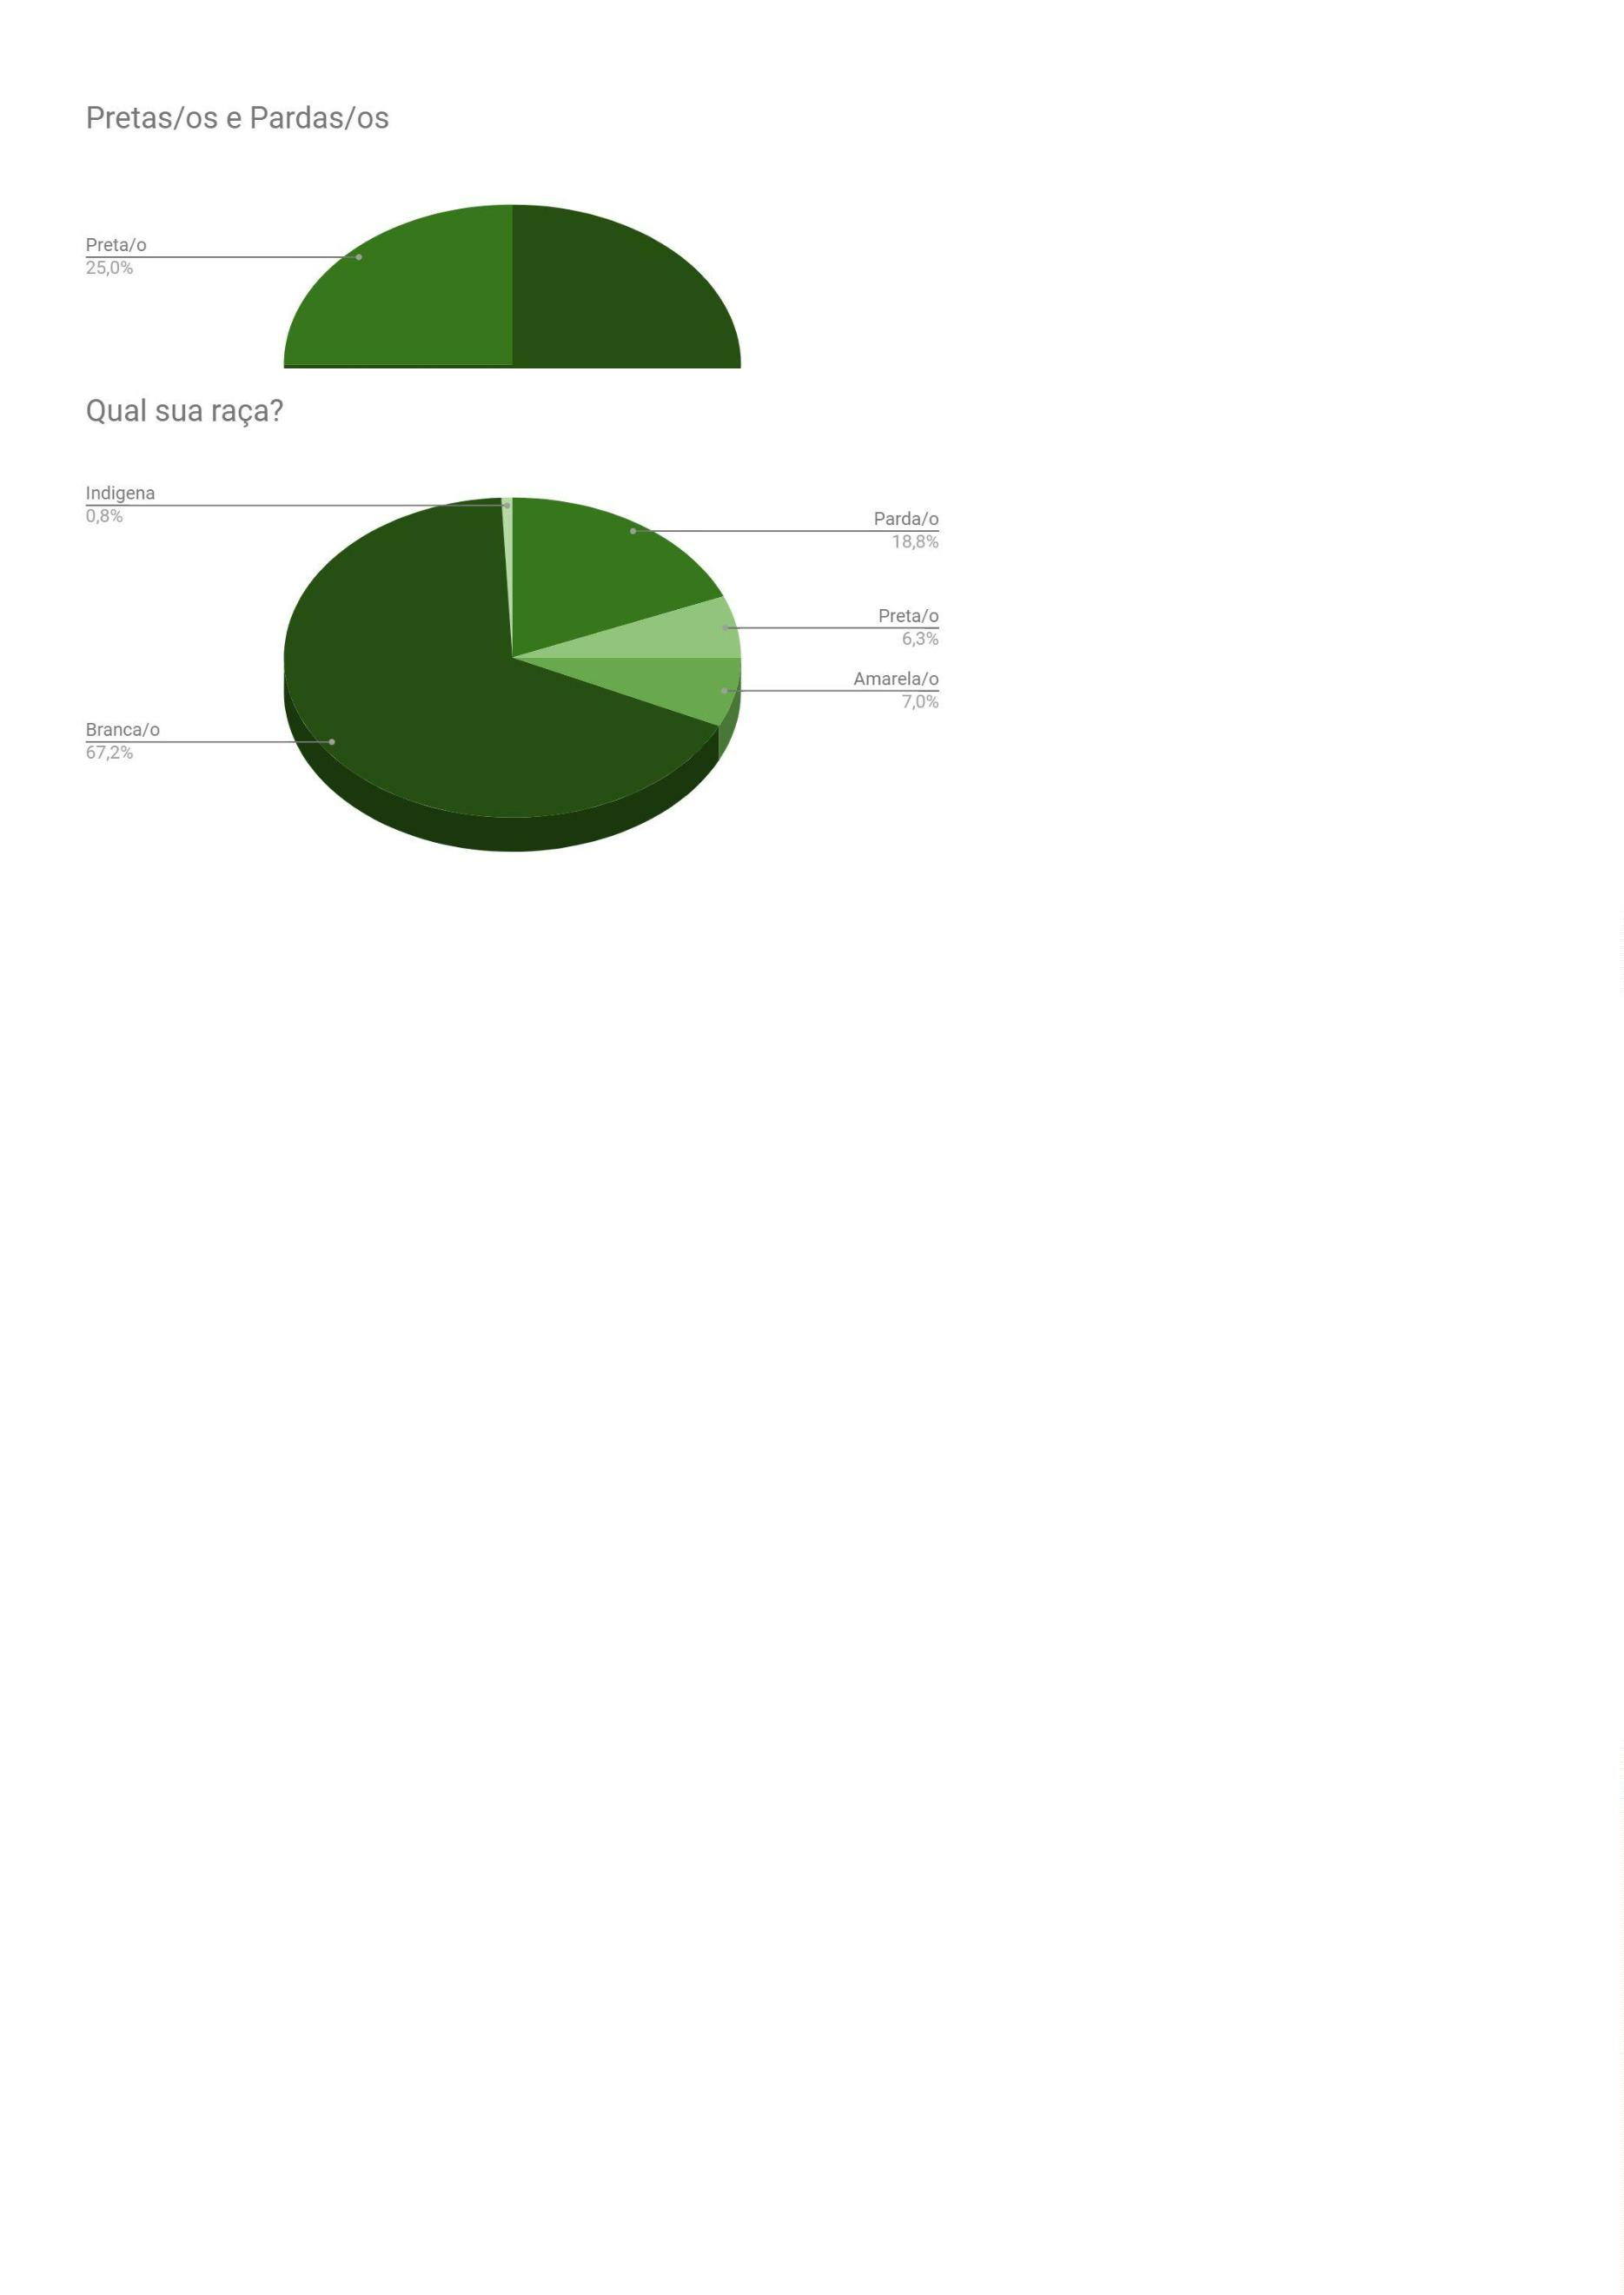 Pretas/os e Pardas/os
Preta/o
25,0%
Qual sua raça?
Indigena
0,8%
Parda/o
18,8%
Preta/o
6,3%
Amarela/o
7,0%
Branca/o
67,2%